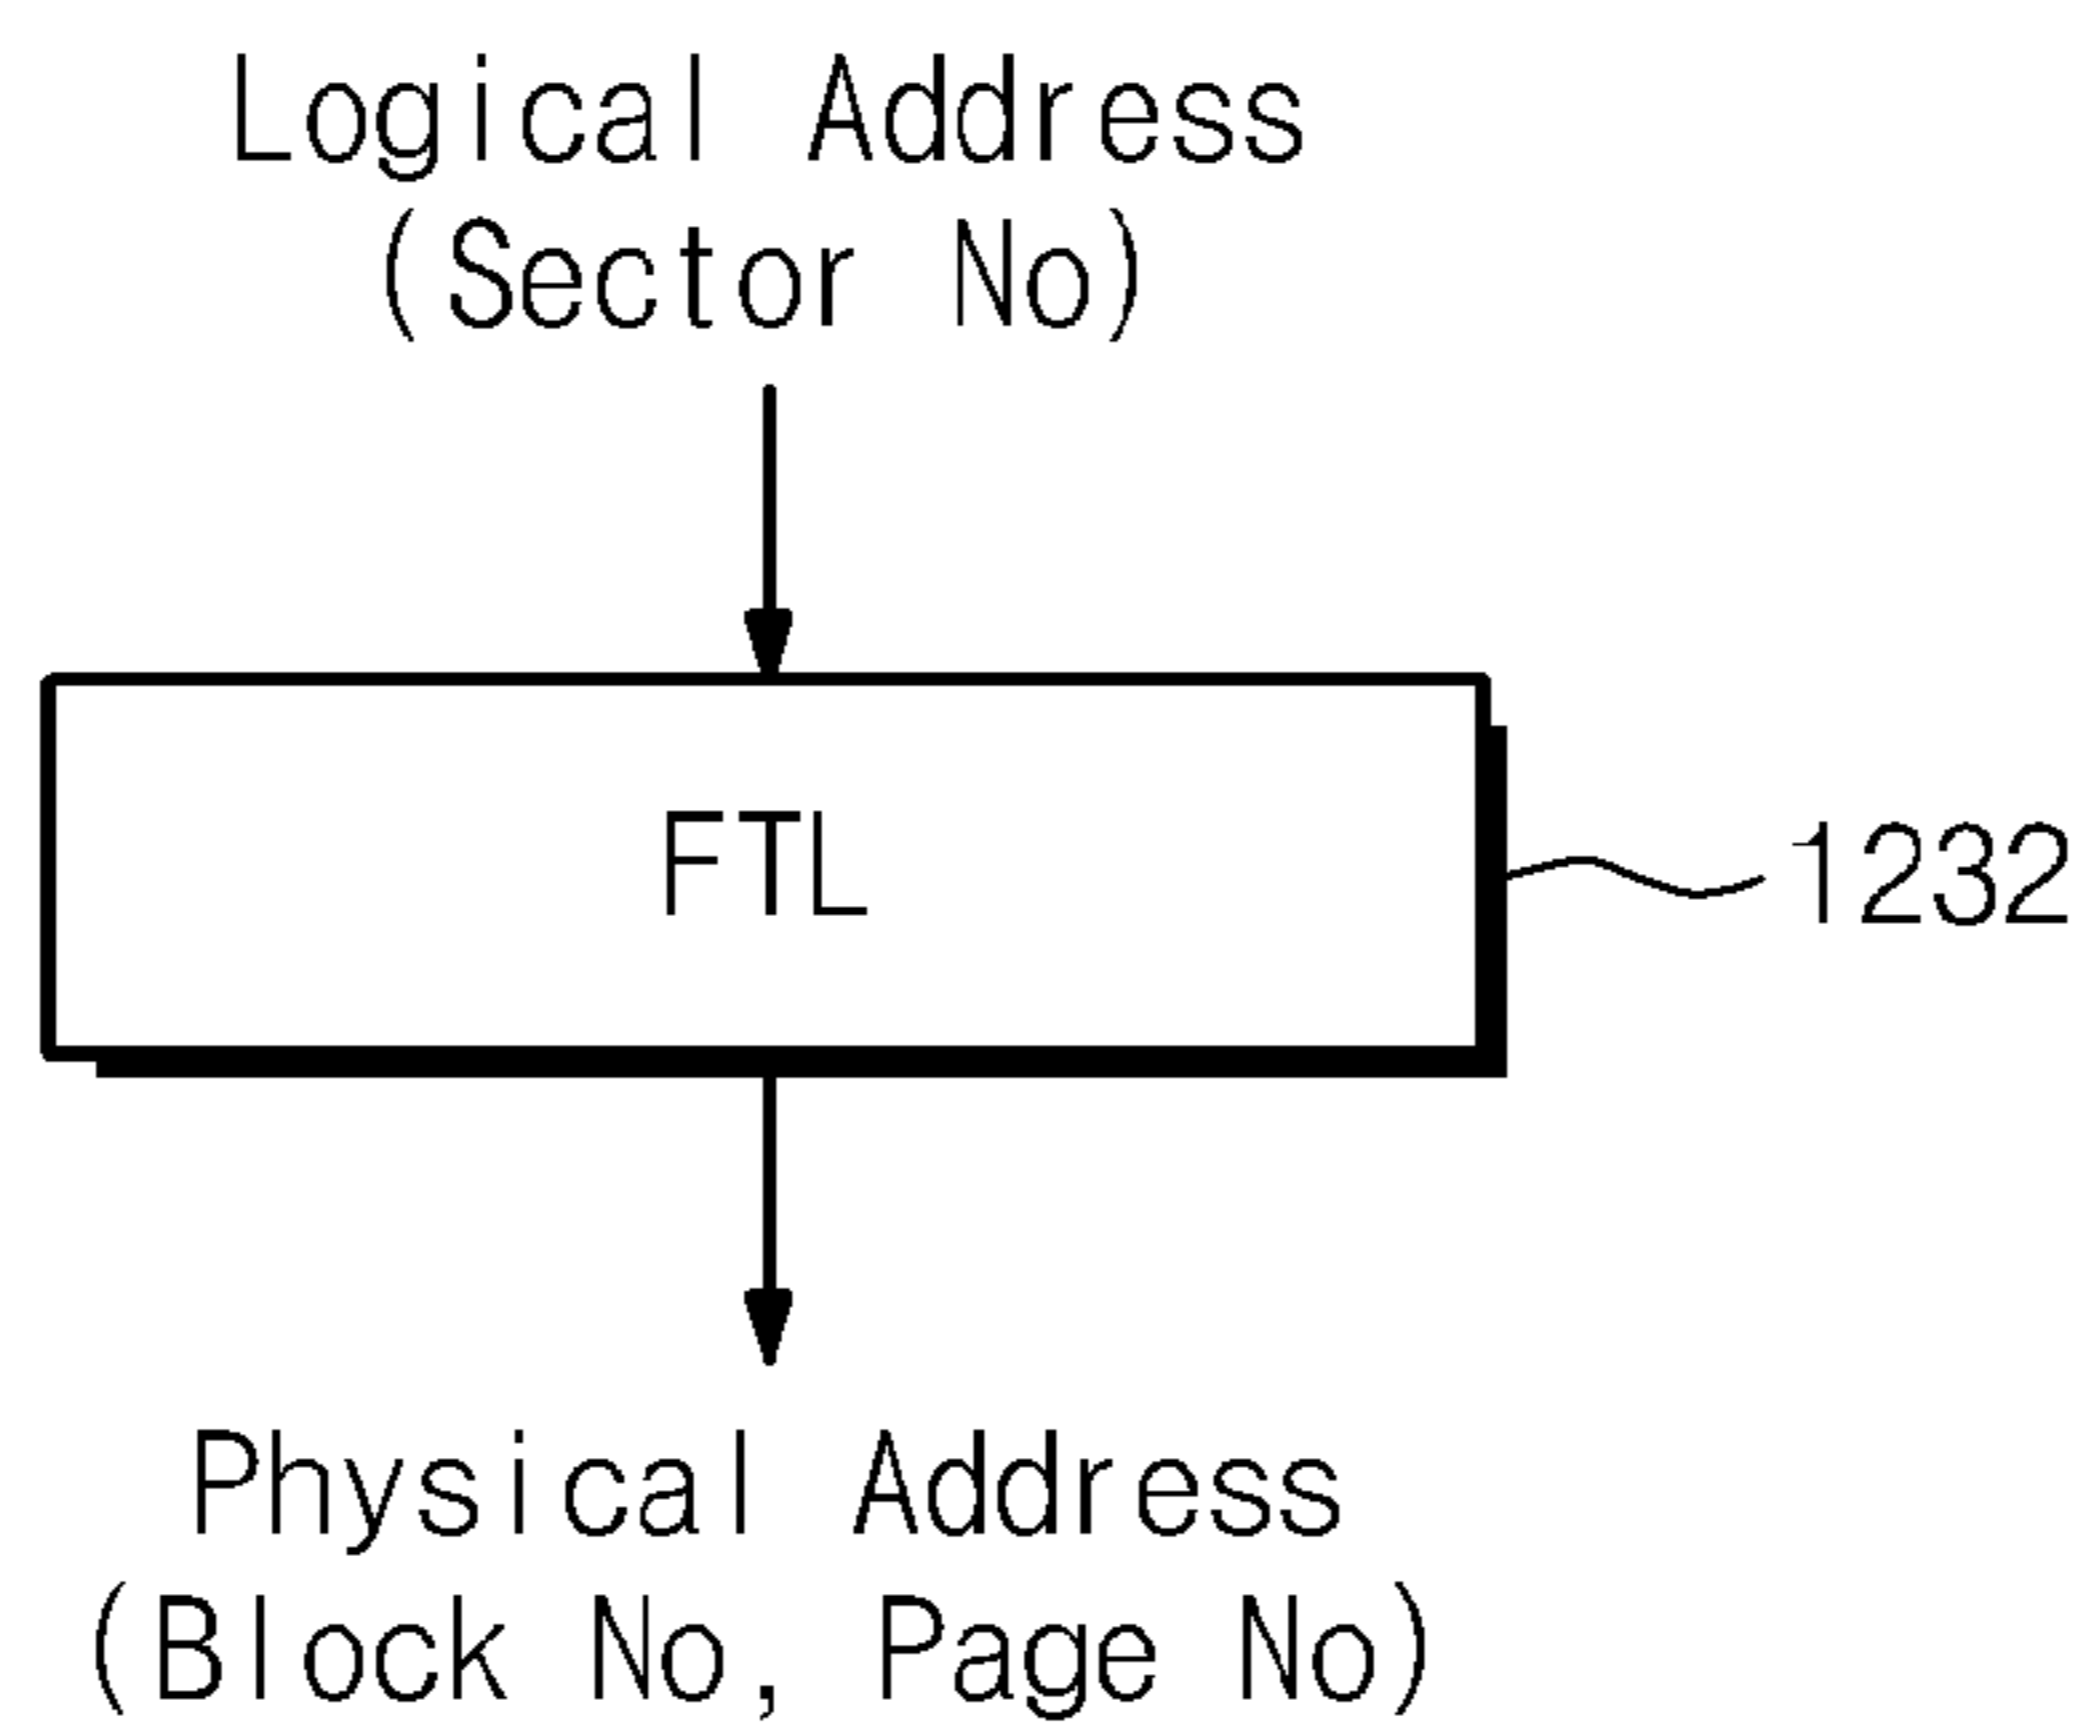 Logical Address
(Sector No)
FTL
1232
Physical Address
(Block No, Page No)